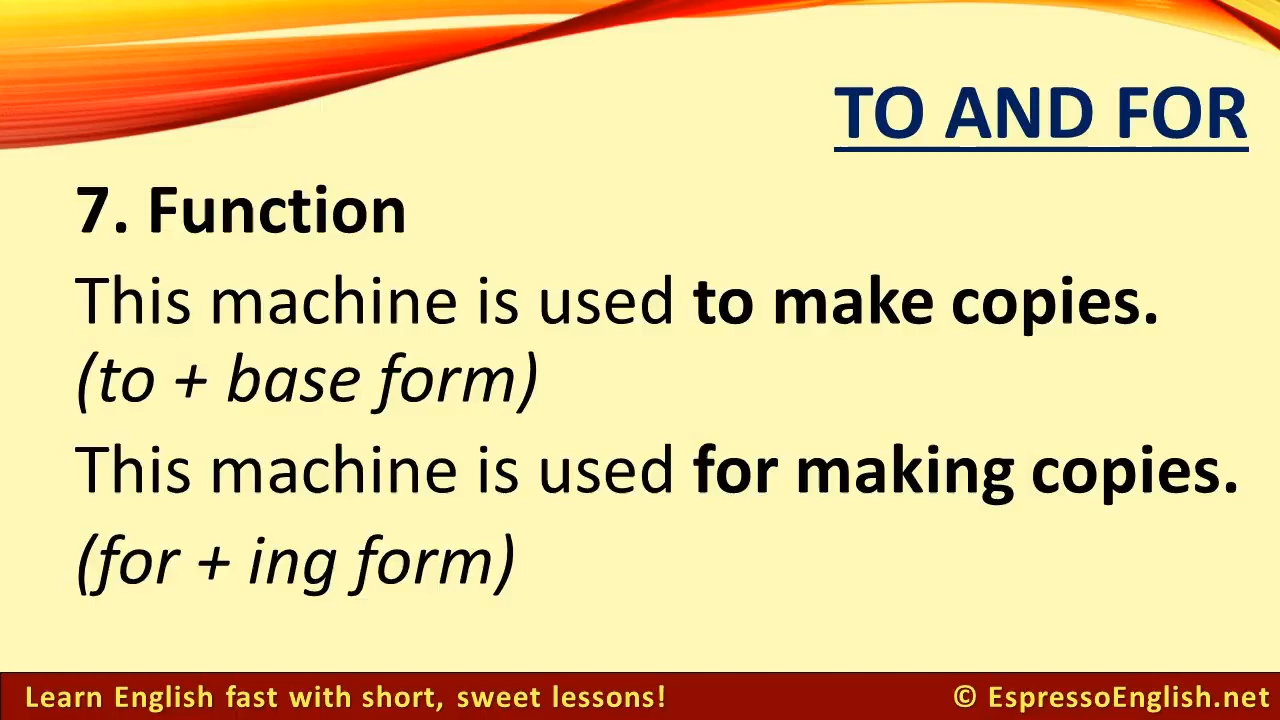 TO AND FOR
7. Function
This machine is used to make copies.
(to + base form)
This machine is used for making copies.
(for + ing form)
Learn English fast with short, sweet lessons!
© EspressoEnglish.net